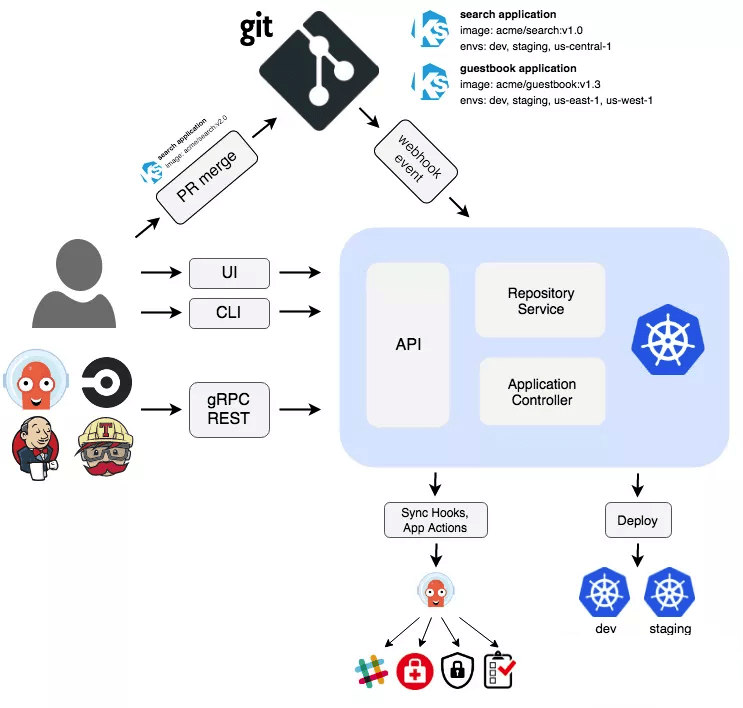 git
search application
image: acme/search:v1.0
envs: dev, staging, us-central-1
guestbook application
image: acme/guestbook:v1.3
envs: dev, staging, us-east-1, us-west-1
KS
KS
search application
image: acme/search:v2.0
KS
PR merge
webhook
event
UI
CLI
gRPC
REST
API
Repository
Service
Application
Controller
T
Sync Hooks,
App Actions
Deploy
dev
staging